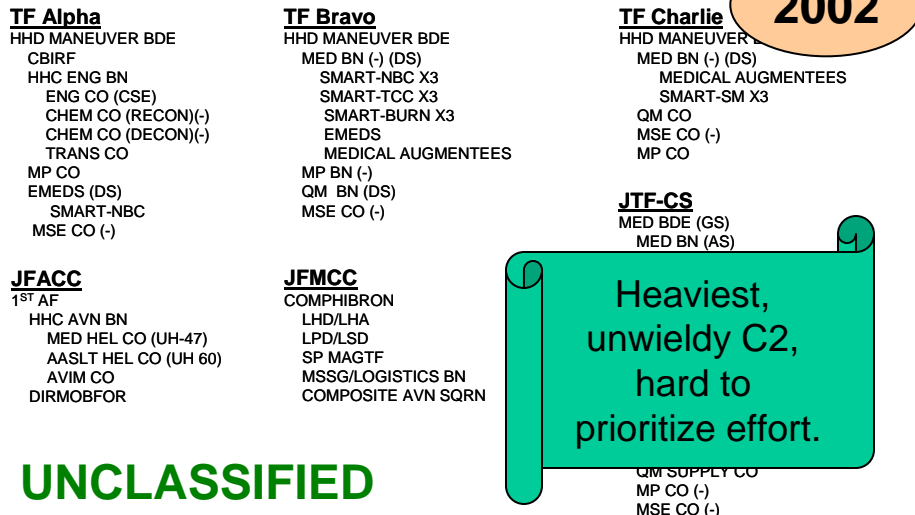 2002
TF Alpha
HHD MANEUVER BDE
CBIRF
HHC ENG BN
ENG CO (CSE)
CHEM CO (RECON)(-)
CHEM CO (DECON)(-)
TRANS CO
MP CO
EMEDS (DS)
SMART-NBC
MSE CO (-)
TF Bravo
HHD MANEUVER BDE
MED BN (-) (DS)
SMART-NBC X3
SMART-TCC X3
SMART-BURN X3
EMEDS
MEDICAL AUGMENTEES
MP BN (-)
QM BN (DS)
MSE CO (-)
TF Charlie
HHD MANEUVER
MED BN (-) (DS)
MEDICAL AUGMENTEES
SMART-SM X3
QM CO
MSE CO (-)
MP CO
JFACC
1ST AF
HHC AVN BN
MED HEL CO (UH-47)
AASLT HEL CO (UH 60)
AVIM CO
DIRMOBFOR
JFMCC
COMPHIBRON
LHD/LHA
LPD/LSD
SP MAGTF
MSSG/LOGISTICS BN
COMPOSITE AVN SQRN
JTF-CS
MED BDE (GS)
MED BN (AS)
Heaviest,
unwieldy C2,
hard to
prioritize effort.
QM SUPPLY CO
MP CO (-)
MSE CO (-)
UNCLASSIFIED